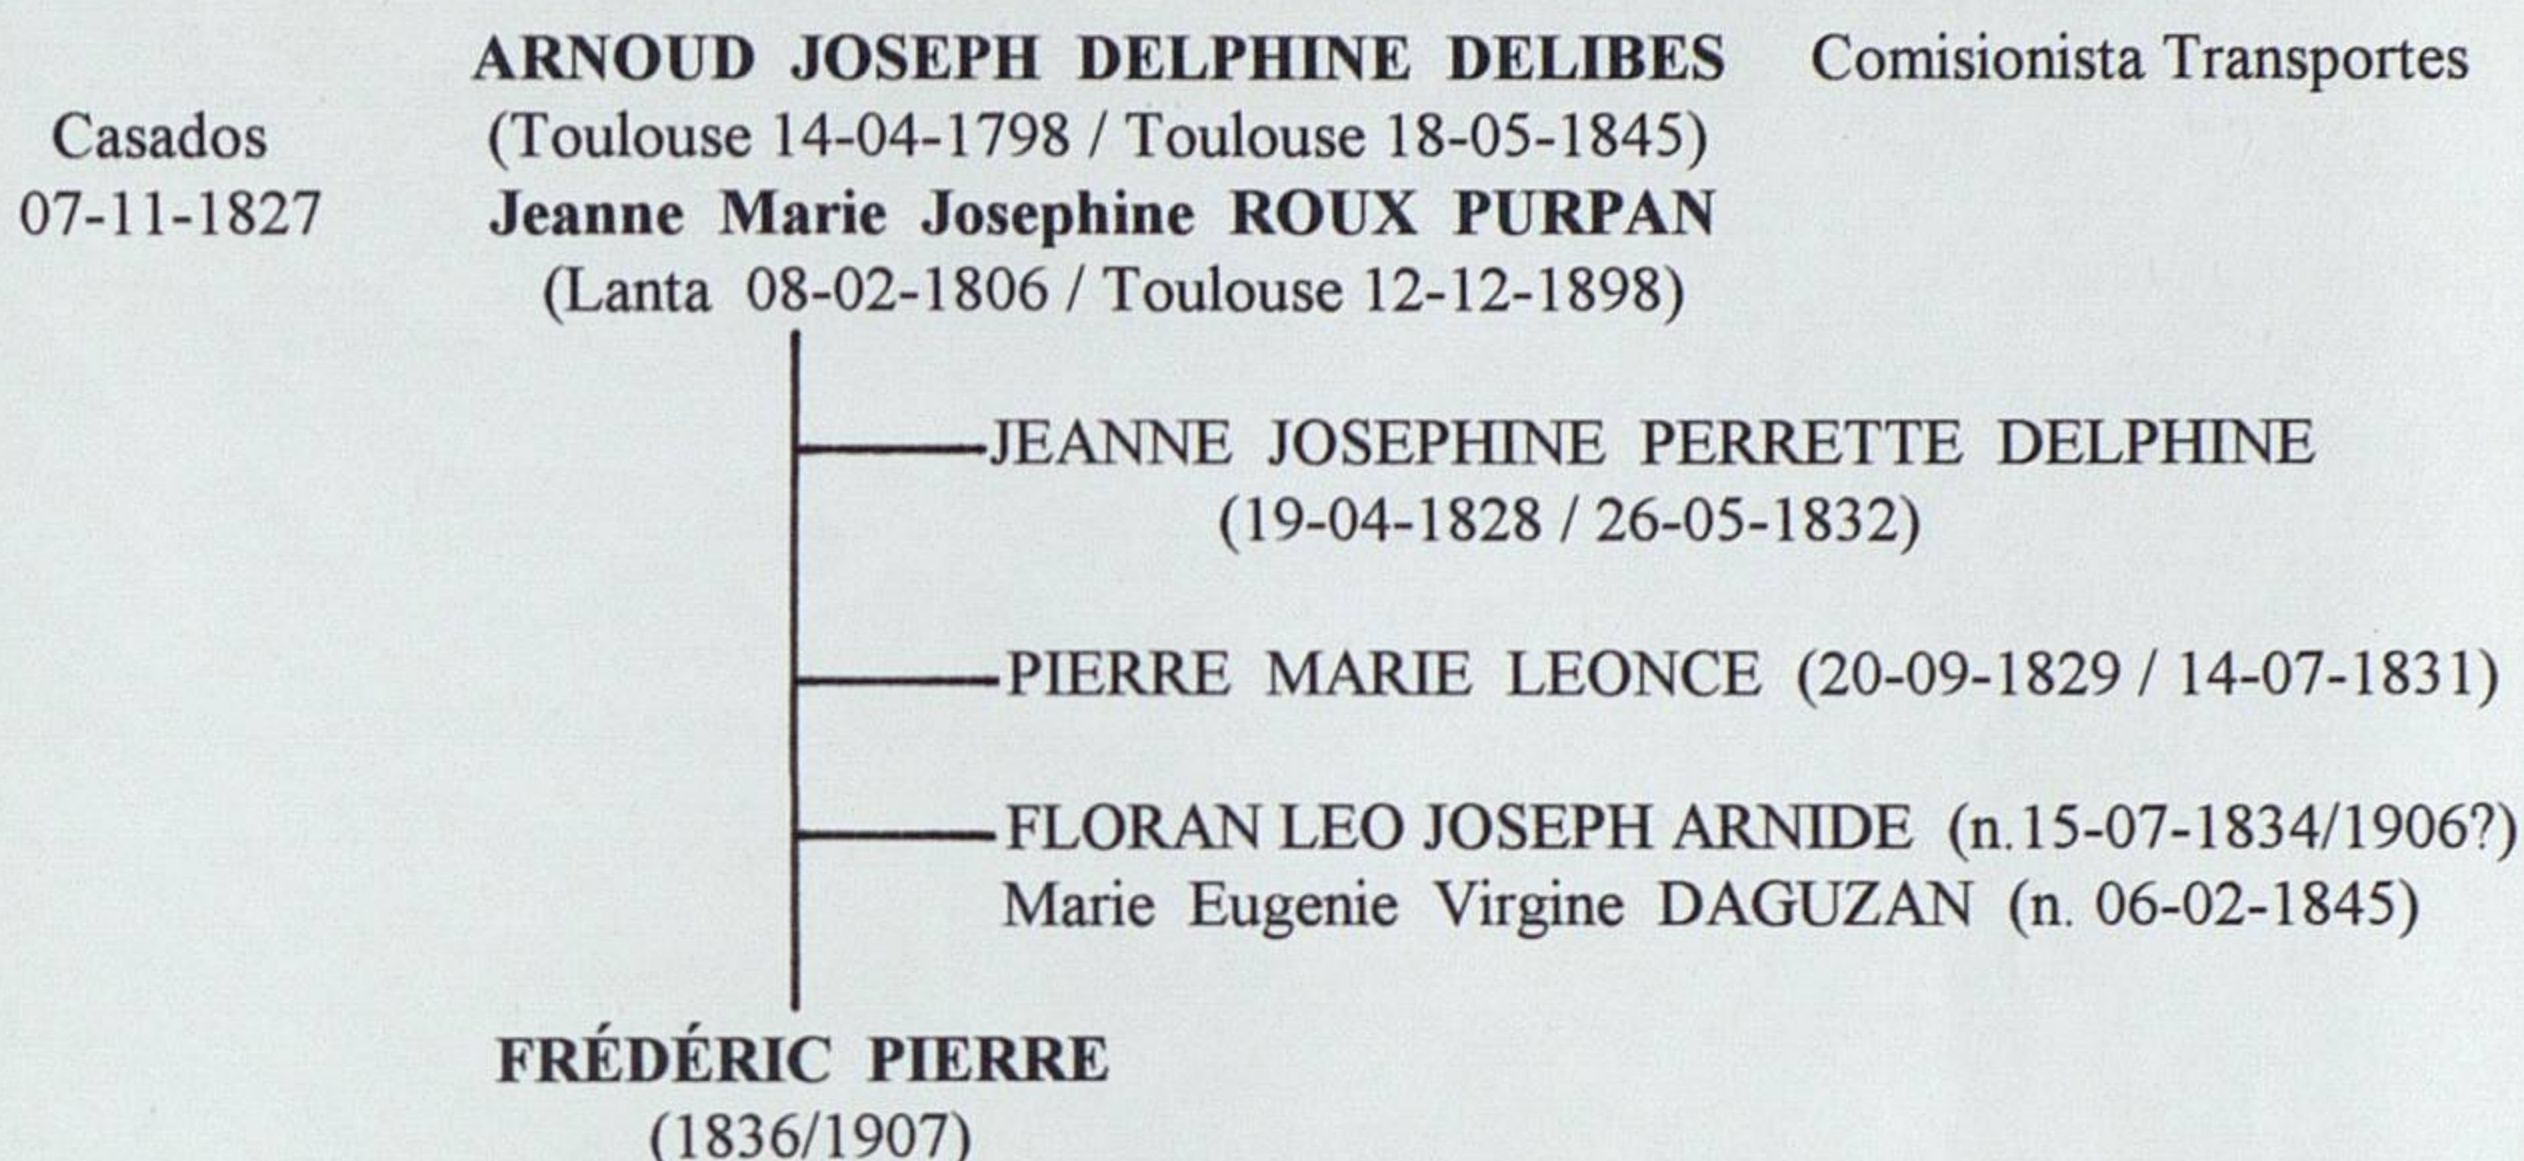 ARNOUD JOSEPH DELPHINE DELIBES Comisionista Transportes
Casados (Toulouse 14-04-1798 / Toulouse 18-05-1845)
07-11-1827 Jeanne Marie Josephine ROUX PURPAN
(Lanta 08-02-1806 / Toulouse 12-12-1898)
JEANNE JOSEPHINE PERRETTE DELPHINE
(19-04-1828 / 26-05-1832)
PIERRE MARIE LEONCE (20-09-1829 / 14-07-1831)
FLORAN LEO JOSEPH ARNIDE (n.15-07-1834/1906?)
Marie Eugenie Virgine DAGUZAN (n. 06-02-1845)
FRÉDÉRIC PIERRE
(1836/1907)